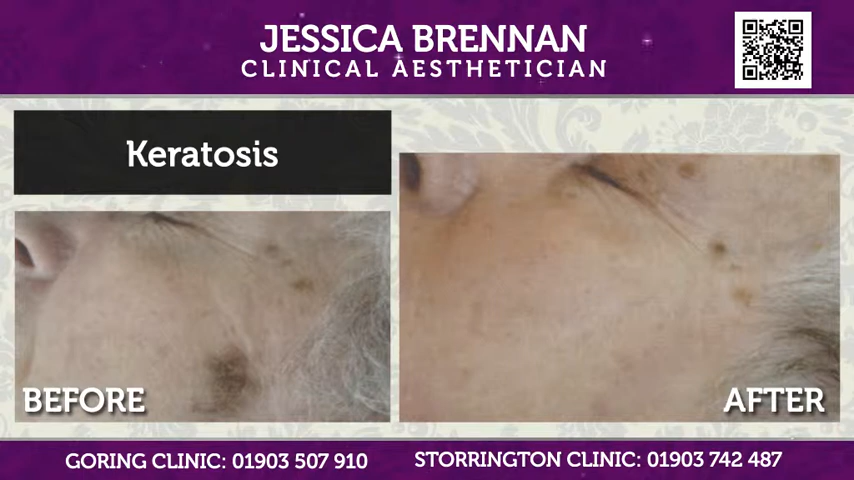 JESSICA BRENNAN
CLINICAL AESTHETICIAN
Keratosis
BEFORE
AFTER
GORING CLINIC: 01903 507 910
STORRINGTON CLINIC: 01903 742 487